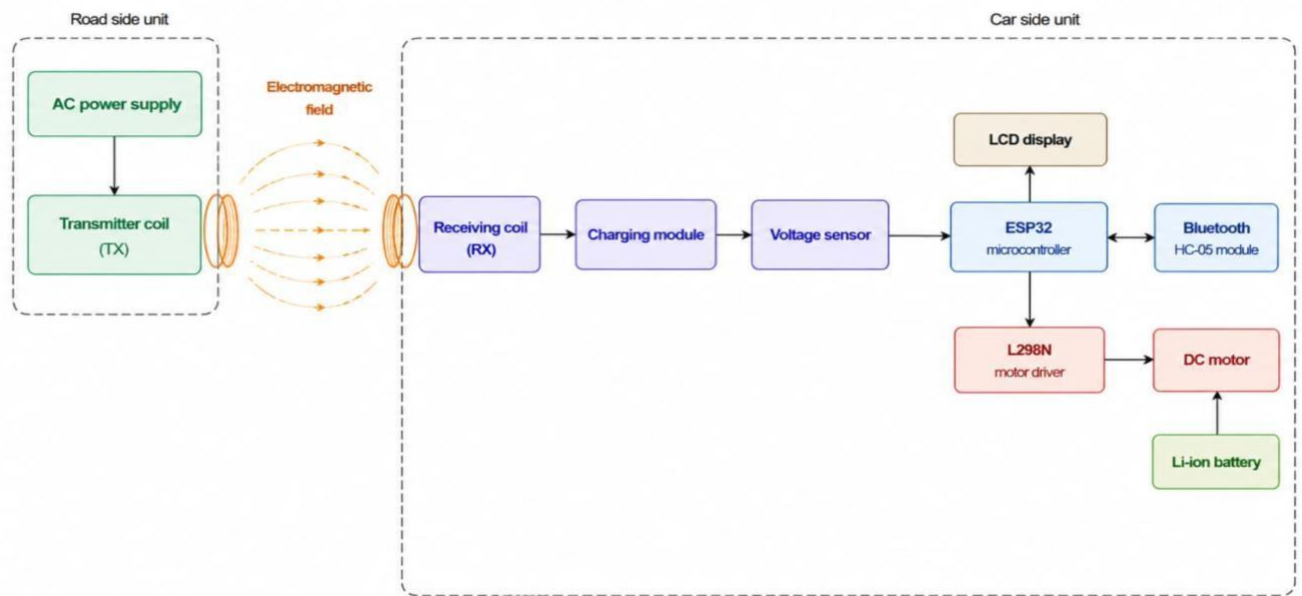 Road side unit
Car side unit
AC power supply
Electromagnetic
field
LCD display
Transmitter coil
(TX)
Receiving coil
(RX)
Charging module
Voltage sensor
ESP32
microcontroller
Bluetooth
HC-05 module
L298N
motor driver
DC motor
Li-ion battery